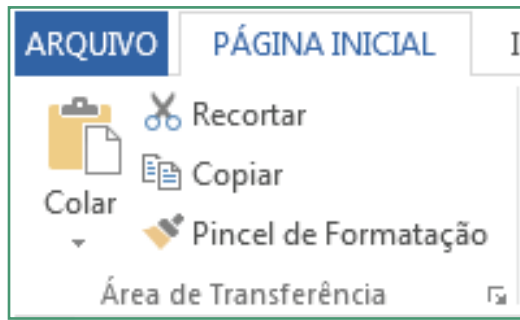 ARQUIVO PÁGINA INICIAL
Recortar
Copiar
Colar
Pincel de Formatação
Área de Transferência